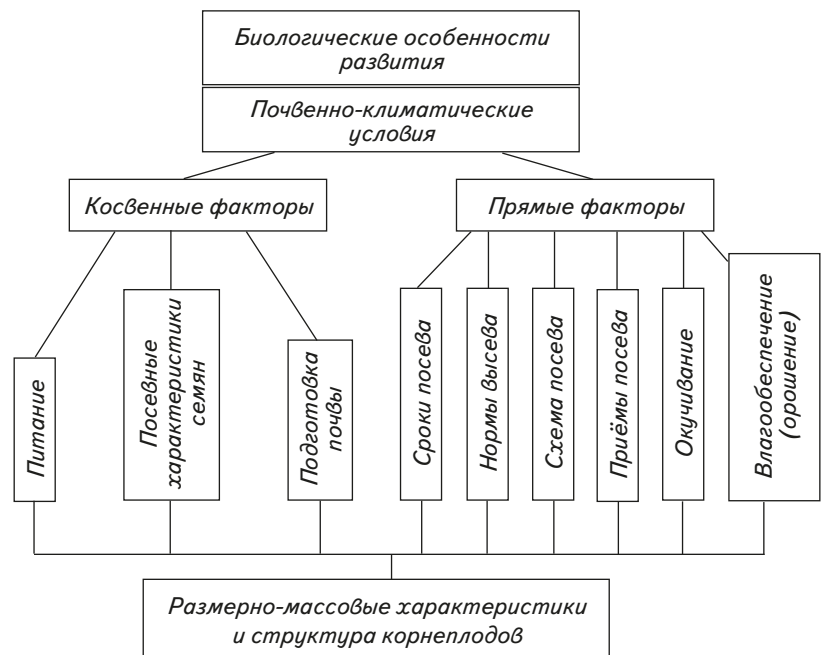 Биологические особенности
развития
Почвенно-климатические
условия
Косвенные факторы
Прямые факторы
Питание
Посевные
характеристики
семян
Подготовка
почвы
Сроки посева
Нормы высева
Схема посева
Приёмы посева
Окучивание
Влагообеспечение
(орошение)
Размерно-массовые характеристики
и структура корнеплодов